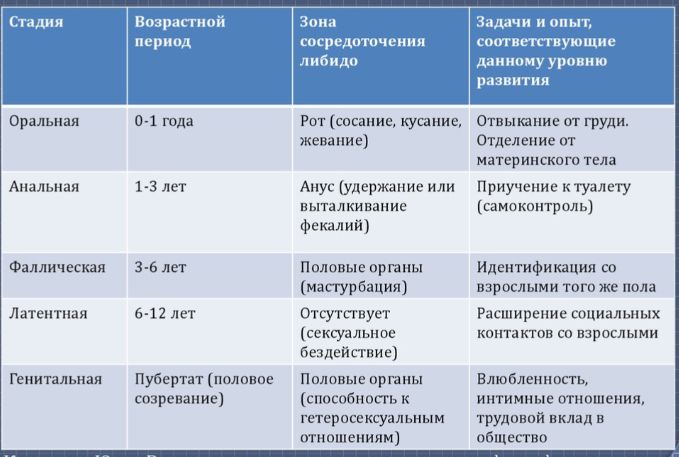 Стадия
Возрастной
период
Зона
сосредоточения
либидо
Задачи и опыт,
соответствующие
данному уровню
развития
Оральная
0-1 года
Рот (сосание, кусание,
жевание)
Отвыкание от груди.
Отделение от
материнского тела
Анальная
1-3 лет
Анус (удержание или
выталкивание
фекалий)
Приучение к туалету
(самоконтроль)
Фаллическая
3-6 лет
Половые органы
(мастурбация)
Идентификация со
взрослыми того же пола
Латентная
6-12 лет
Отсутствует
(сексуальное
бездействие)
Расширение социальных
контактов со взрослыми
Генитальная
Пубертат (половое
созревание)
Половые органы
(способность к
гетеросексуальным
отношениям)
Влюбленность,
интимные отношения,
трудовой вклад в
общество